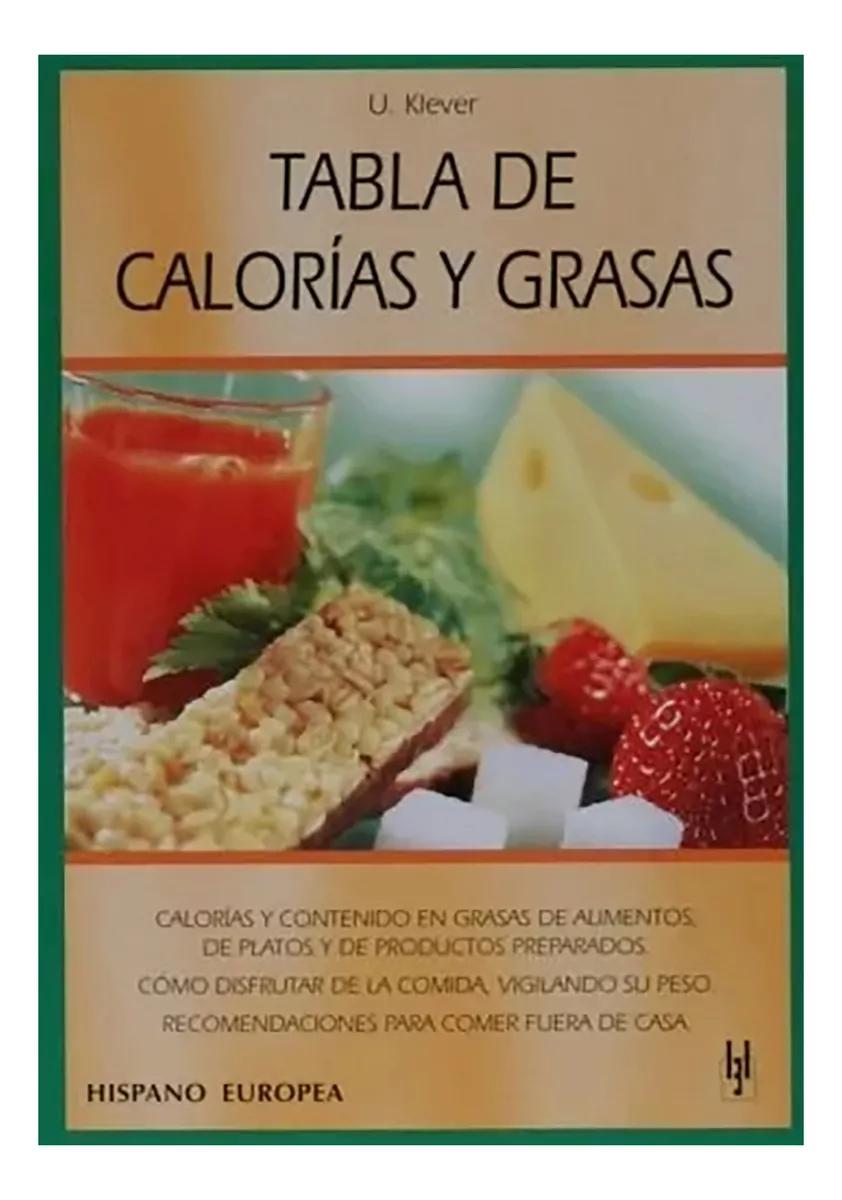 U. Klever
TABLA DE
CALORÍAS Y GRASAS
CALORÍAS Y CONTENIDO EN GRASAS DE ALIMENTOS,
DE PLATOS Y DE PRODUCTOS PREPARADOS.
CÓMO DISFRUTAR DE LA COMIDA, VIGILANDO SU PESO.
RECOMENDACIONES PARA COMER FUERA DE CASA.
HISPANO EUROPEA